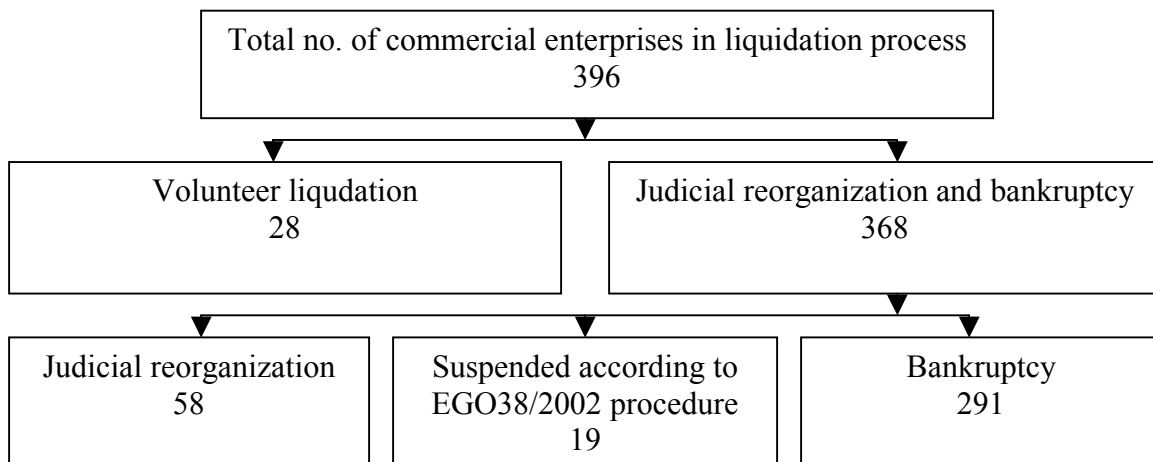 Total no. of commercial enterprises in liquidation process
396
Volunteer liqudation
28
Judicial reorganization and bankruptcy
368
Judicial reorganization
58
Suspended according to
EGO38/2002 procedure
19
Bankruptcy
291